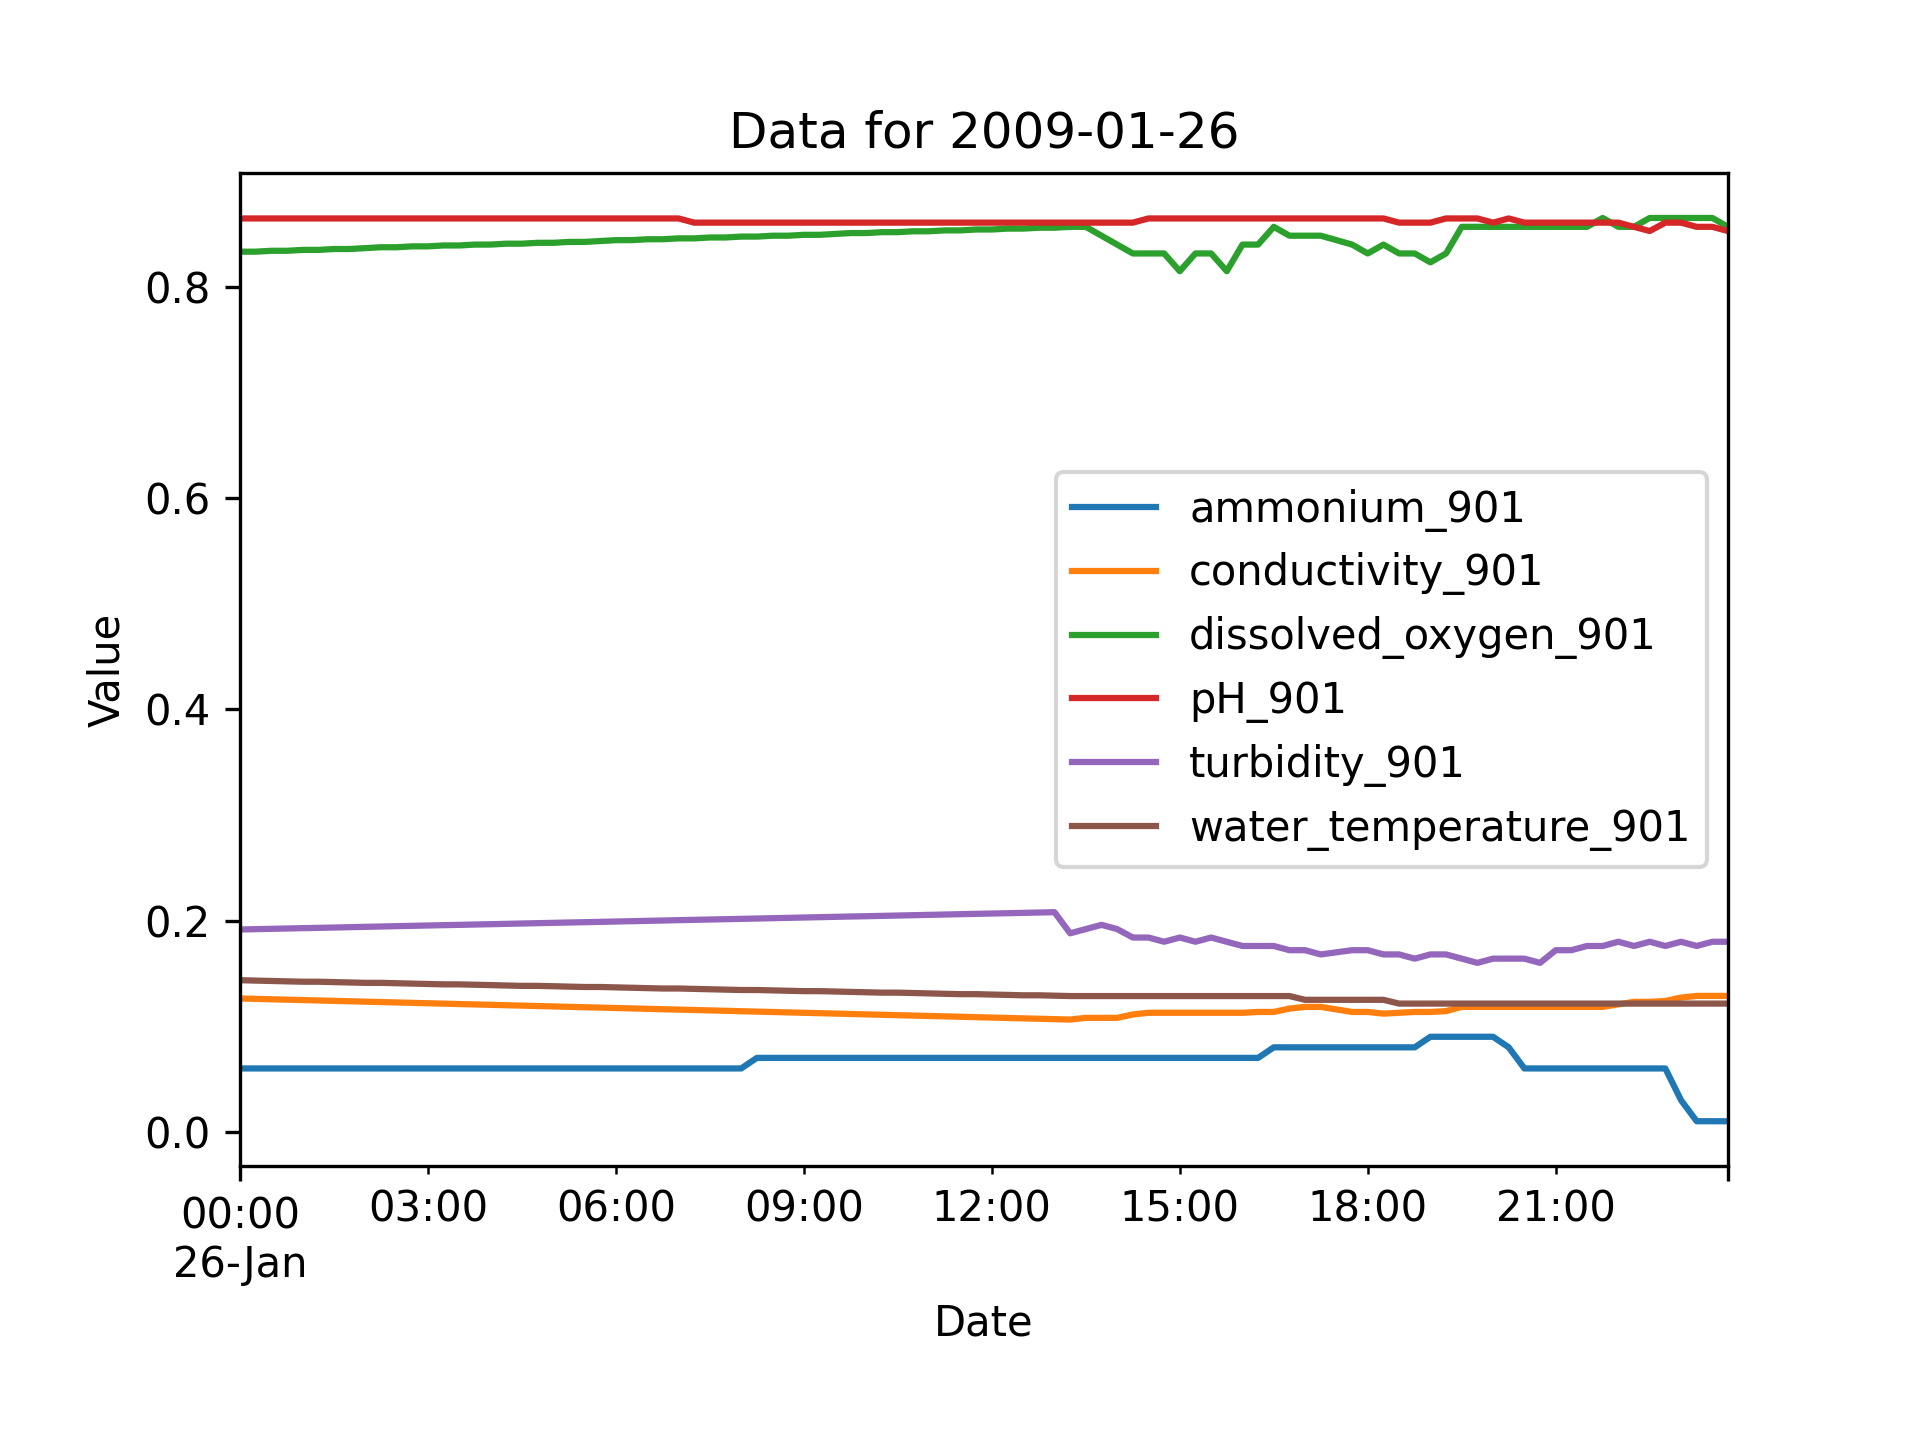 Data for 2009-01-26
Value
0.8
0.6
0.4
0.2
0.0
ammonium_901
conductivity_901
dissolved_oxygen_901
pH_901
turbidity_901
water_temperature_901
00:00 03:00 06:00 09:00 12:00 15:00 18:00 21:00
26-Jan
Date